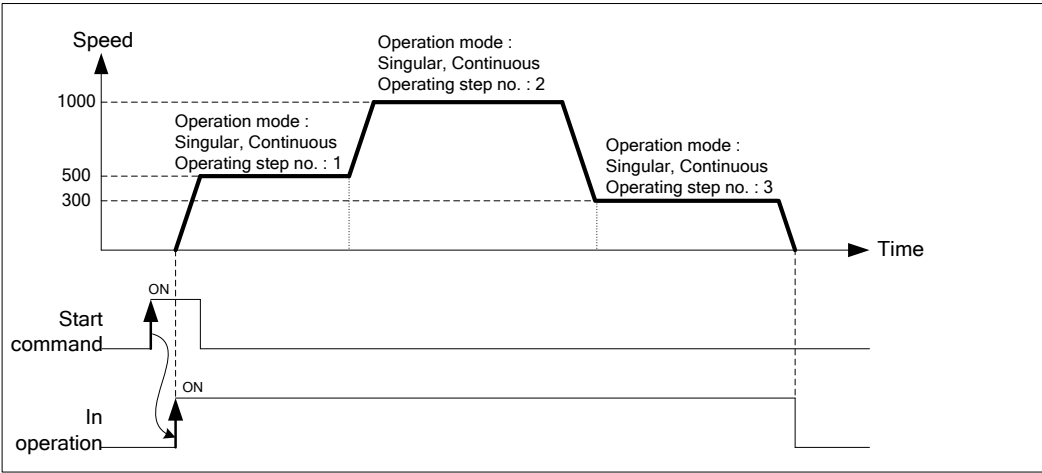 Speed
Operation mode :
Singular, Continuous
Operating step no. : 2
1000
Operation mode :
Singular, Continuous
Operating step no. : 1
Operation mode :
Singular, Continuous
Operating step no. : 3
500
300
Time
ON
Start
command
ON
In
operation